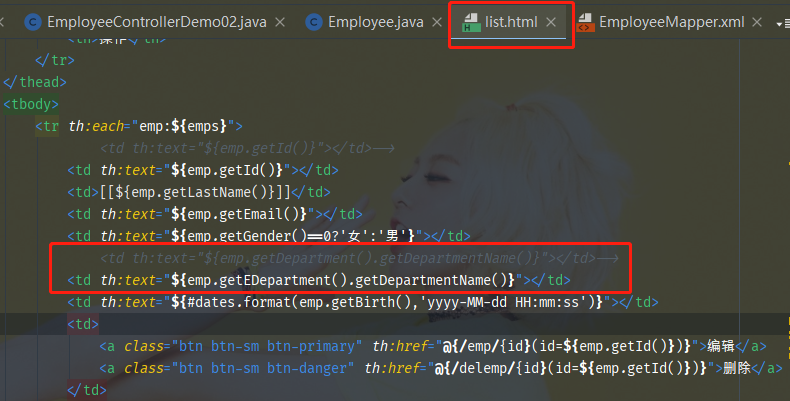 EmployeeControllerDemo02.java × Employee.java × list.html × EmployeeMapper.xml ×
<th>操作</th>
</tr>
</thead>
<tbody>
<tr th:each="emp:${emps}">
<td th:text="${emp.getId()}"></td>-->
<td th:text="${emp.getId()}"></td>
<td>[[${emp.getLastName()}]]</td>
<td th:text="${emp.getEmail()}"></td>
<td th:text="${emp.getGender()==0?'女':'男'}"></td>
<td th:text="${emp.getDepartment().getDepartmentName()}"></td>-->
<td th:text="${emp.getEDepartment().getDepartmentName()}"></td>
<td th:text="${#dates.format(emp.getBirth(),'yyyy-MM-dd HH:mm:ss')}"></td>
<td>
<a class="btn btn-sm btn-primary" th:href="@{/emp/{id}(id=${emp.getId()})}">编辑</a>
<a class="btn btn-sm btn-danger" th:href="@{/delemp/{id}(id=${emp.getId()})}">删除</a>
</td>